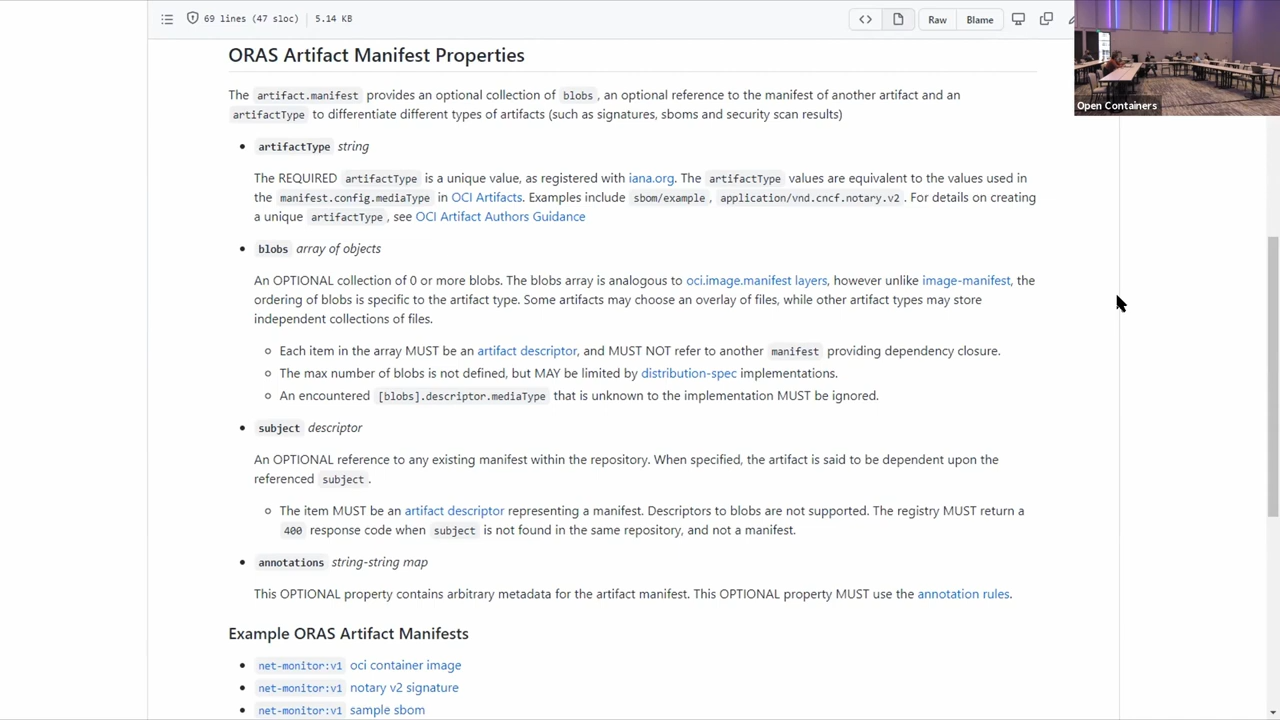 69 lines (47 sloc) 5.14 KB
Raw Blame
ORAS Artifact Manifest Properties
Open Containers
The artifact.manifest provides an optional collection of blobs , an optional reference to the manifest of another artifact and an
artifactType to differentiate different types of artifacts (such as signatures, sboms and security scan results)
• artifactType string
The REQUIRED artifactType is a unique value, as registered with iana.org. The artifactType values are equivalent to the values used in
the manifest.config.mediaType in OCI Artifacts. Examples include sbom/example , application/vnd.cncf.notary.v2 . For details on creating
a unique artifactType , see OCI Artifact Authors Guidance
• blobs array of objects
An OPTIONAL collection of 0 or more blobs. The blobs array is analogous to oci.image.manifest layers, however unlike image-manifest, the
ordering of blobs is specific to the artifact type. Some artifacts may choose an overlay of files, while other artifact types may store
independent collections of files.
Each item in the array MUST be an artifact descriptor, and MUST NOT refer to another manifest providing dependency closure.
The max number of blobs is not defined, but MAY be limited by distribution-spec implementations.
An encountered [blobs].descriptor.mediaType that is unknown to the implementation MUST be ignored.
• subject descriptor
An OPTIONAL reference to any existing manifest within the repository. When specified, the artifact is said to be dependent upon the
referenced subject .
The item MUST be an artifact descriptor representing a manifest. Descriptors to blobs are not supported. The registry MUST return a
400 response code when subject is not found in the same repository, and not a manifest.
• annotations string-string map
This OPTIONAL property contains arbitrary metadata for the artifact manifest. This OPTIONAL property MUST use the annotation rules.
Example ORAS Artifact Manifests
• net-monitor:v1 oci container image
• net-monitor:v1 notary v2 signature
• net-monitor:v1 sample sbom